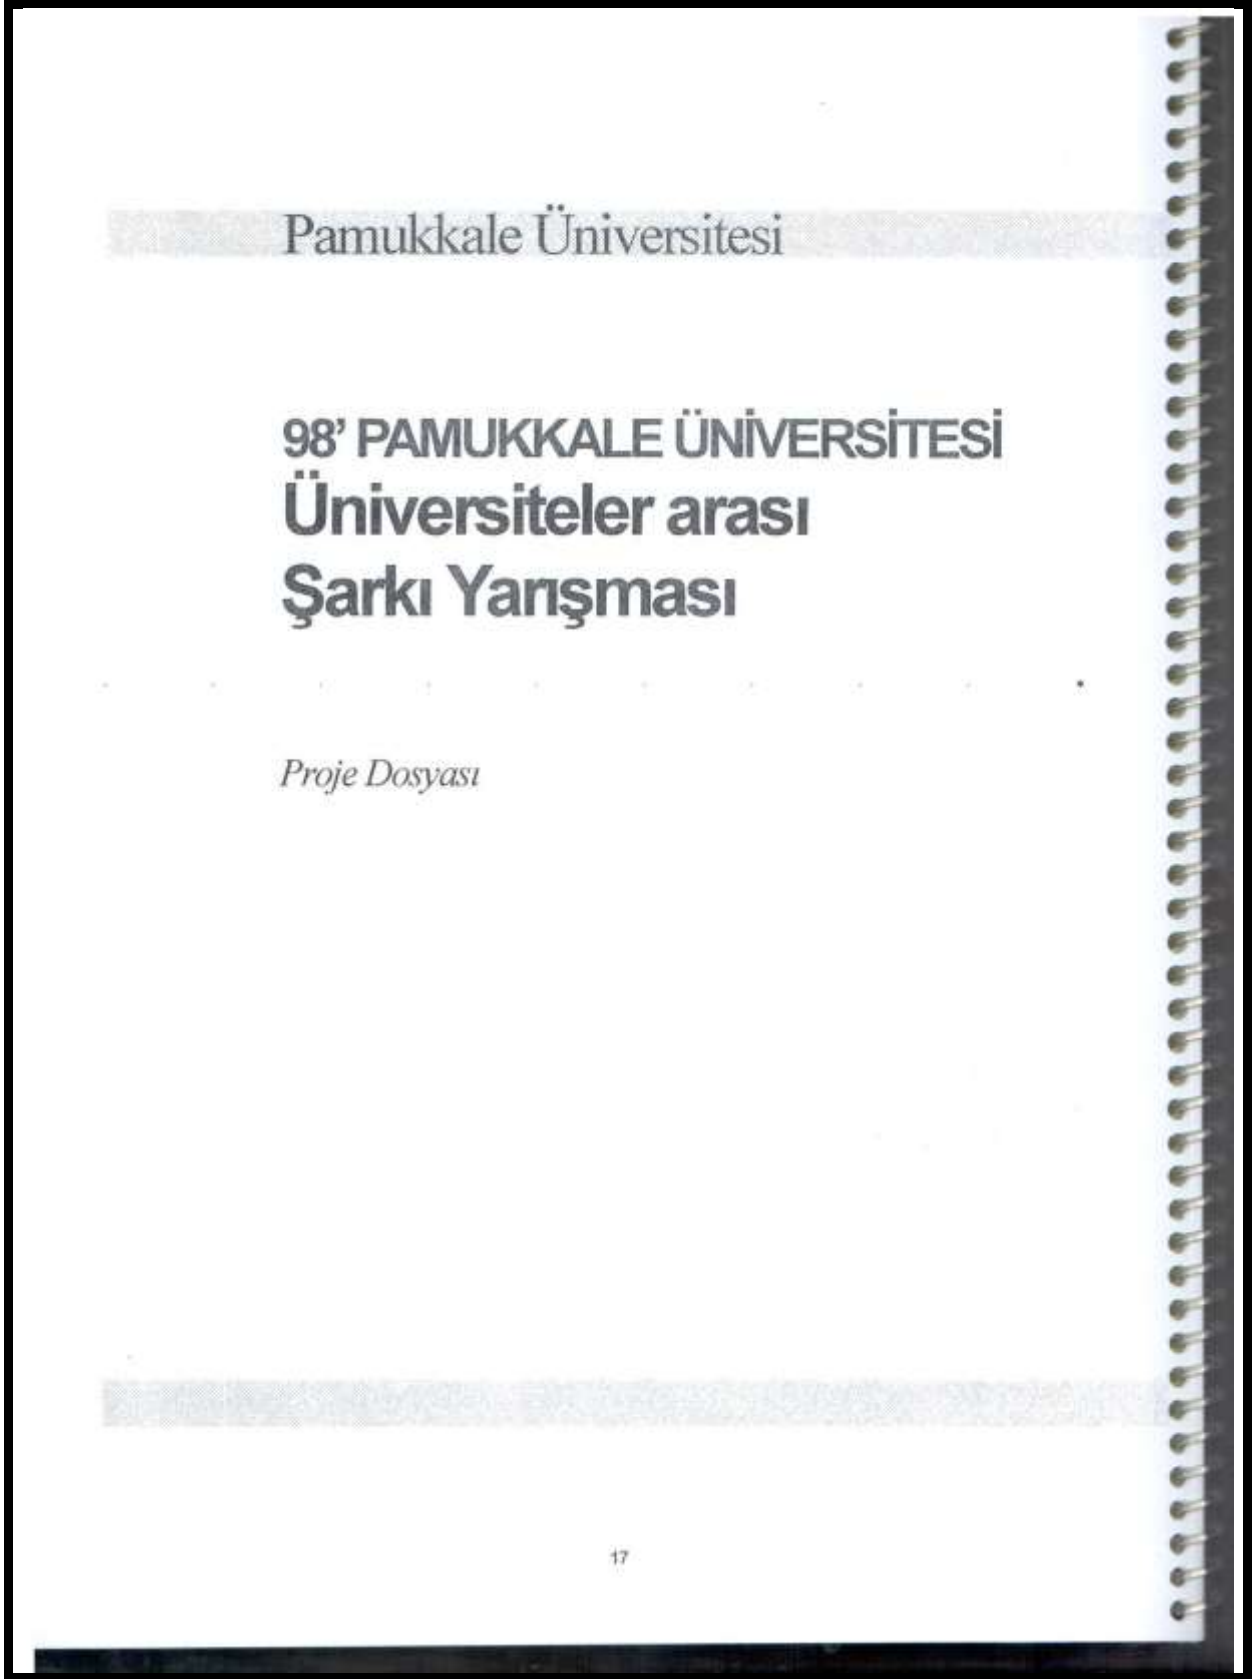 Pamukkale Üniversitesi
98’ PAMUKKALE ÜNİVERSİTESİ
Üniversiteler arası
Şarkı Yarışması
Proje Dosyası
17